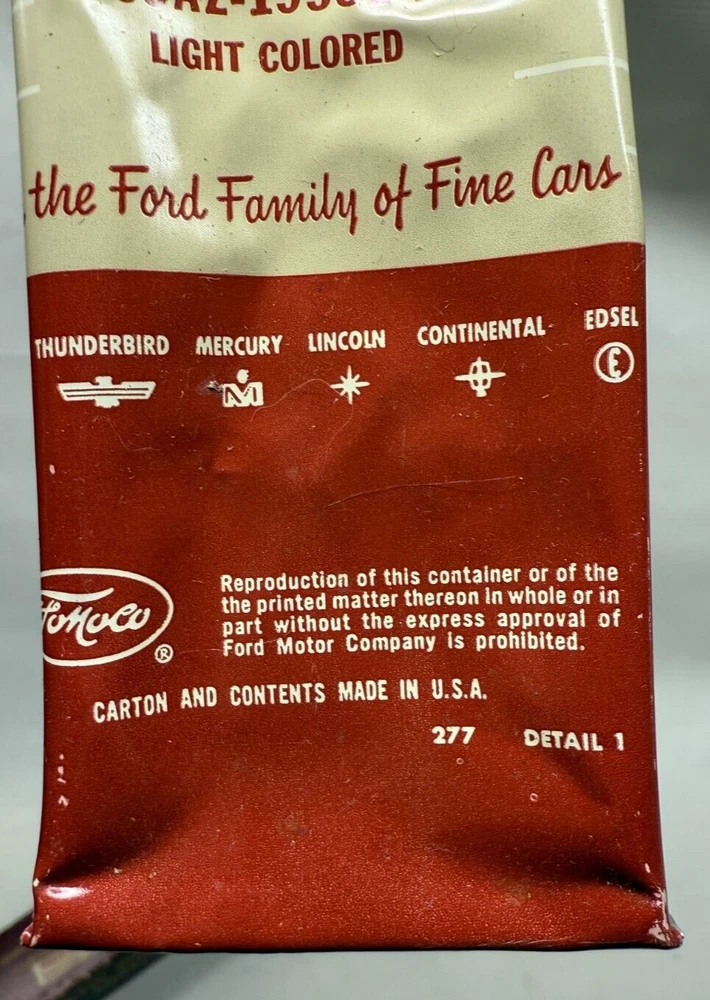 LIGHT COLORED
the Ford Family of Fine Cars
THUNDERBIRD MERCURY LINCOLN CONTINENTAL EDSEL
M E
FoMoCo
®
Reproduction of this container or of the
the printed matter thereon in whole or in
part without the express approval of
Ford Motor Company is prohibited.
CARTON AND CONTENTS MADE IN U.S.A.
277 DETAIL 1